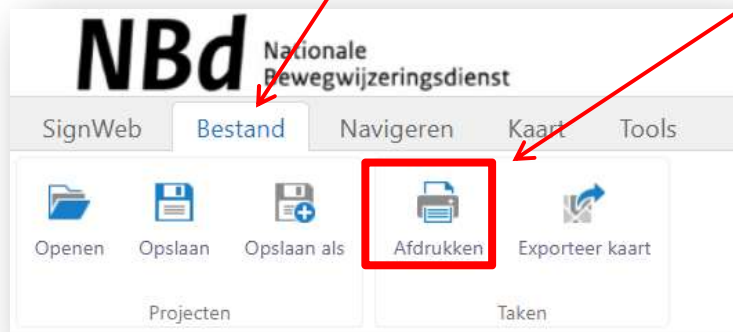 NBd Nationale
Bewegwijzeringsdienst
SignWeb Bestand Navigeren Kaart Tools
Openen Opslaan Opslaan als Afdrukken Exporteer kaart
Projecten Taken